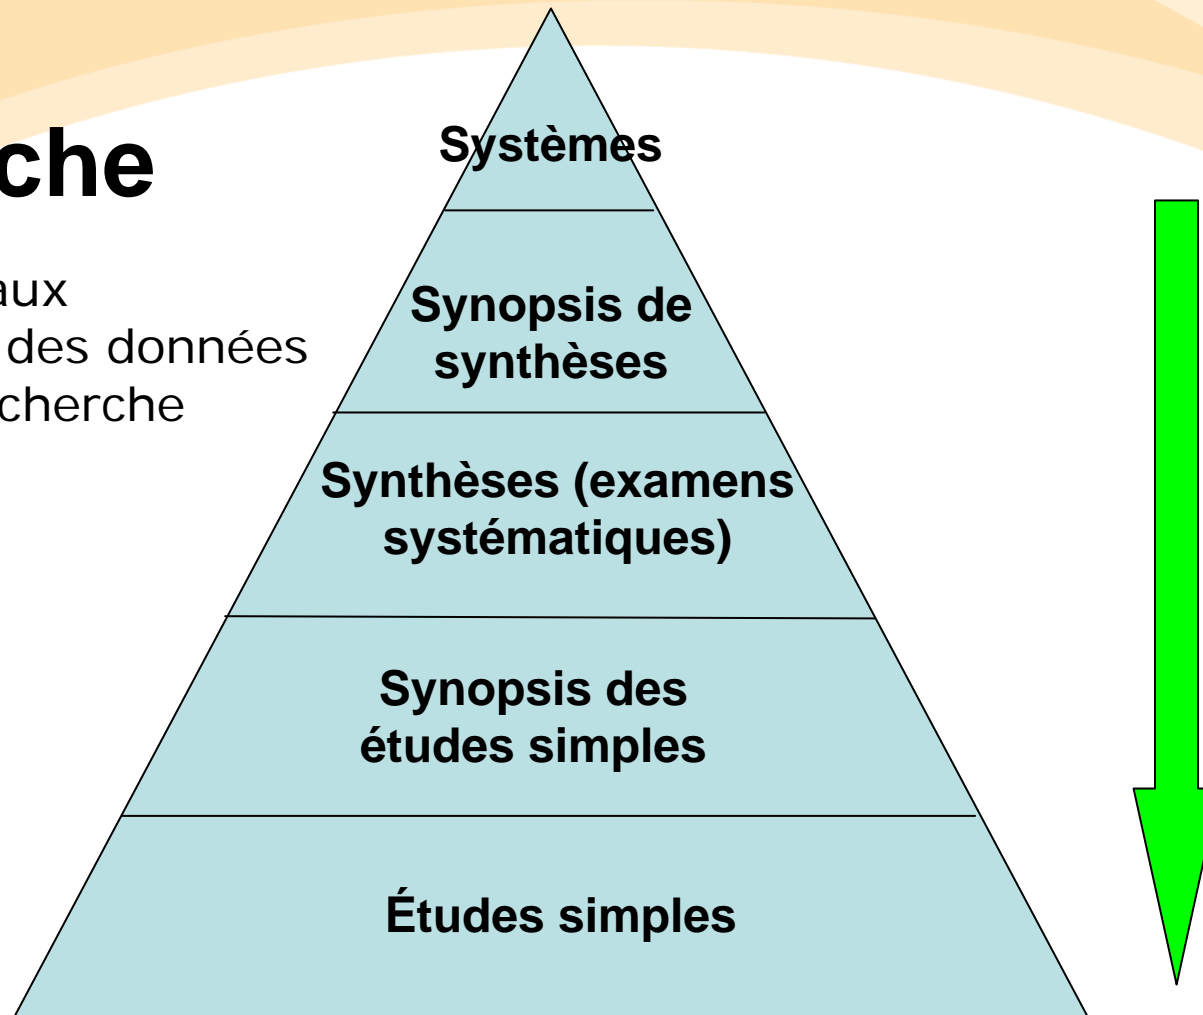 che
aux
des données
cherche
Systèmes
Synopsis de
synthèses
Synthèses (examens
systématiques)
Synopsis des
études simples
Études simples